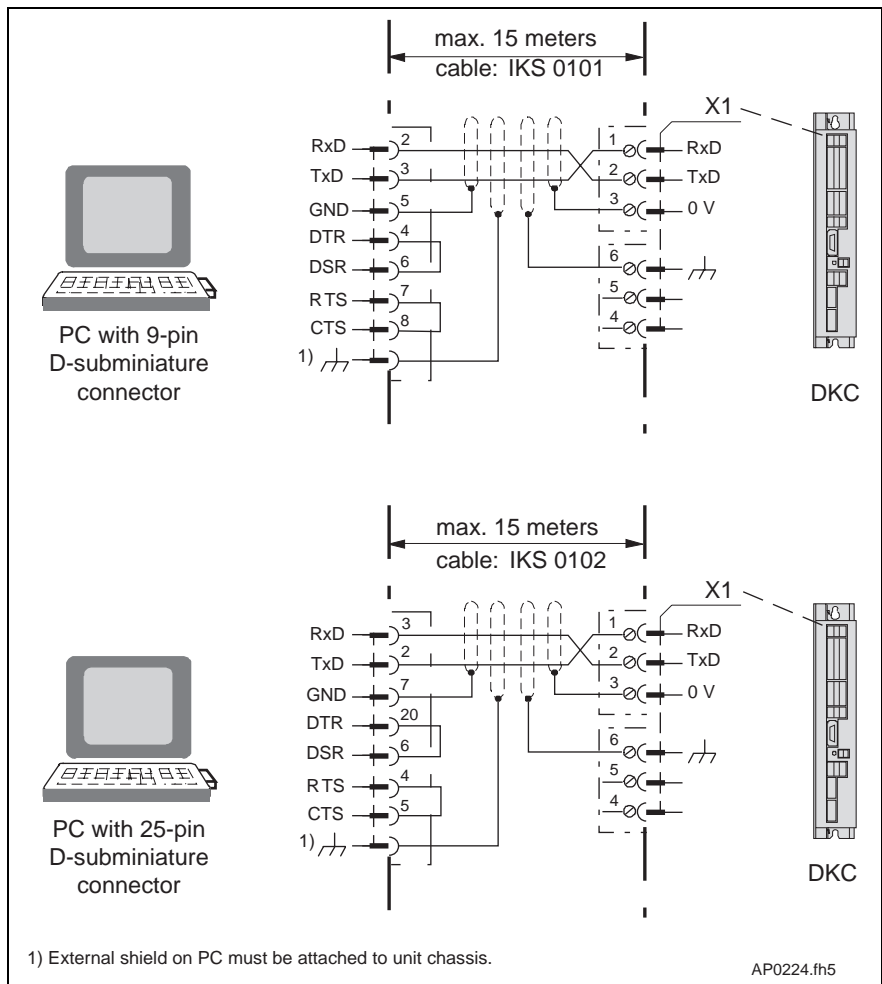 max. 15 meters
cable: IKS 0101
X1
RxD 2 1 RxD
TxD 3 2 TxD
GND 5 3 0 V
DTR 4
DSR 6 6
RTS 7 5
CTS 8 4
1)
PC with 9-pin
D-subminiature
connector
DKC
max. 15 meters
cable: IKS 0102
X1
RxD 3 1 RxD
TxD 2 2 TxD
GND 7 3 0 V
DTR 20
DSR 6 6
RTS 4 5
CTS 5 4
1)
PC with 25-pin
D-subminiature
connector
DKC
1) External shield on PC must be attached to unit chassis.
AP0224.fh5